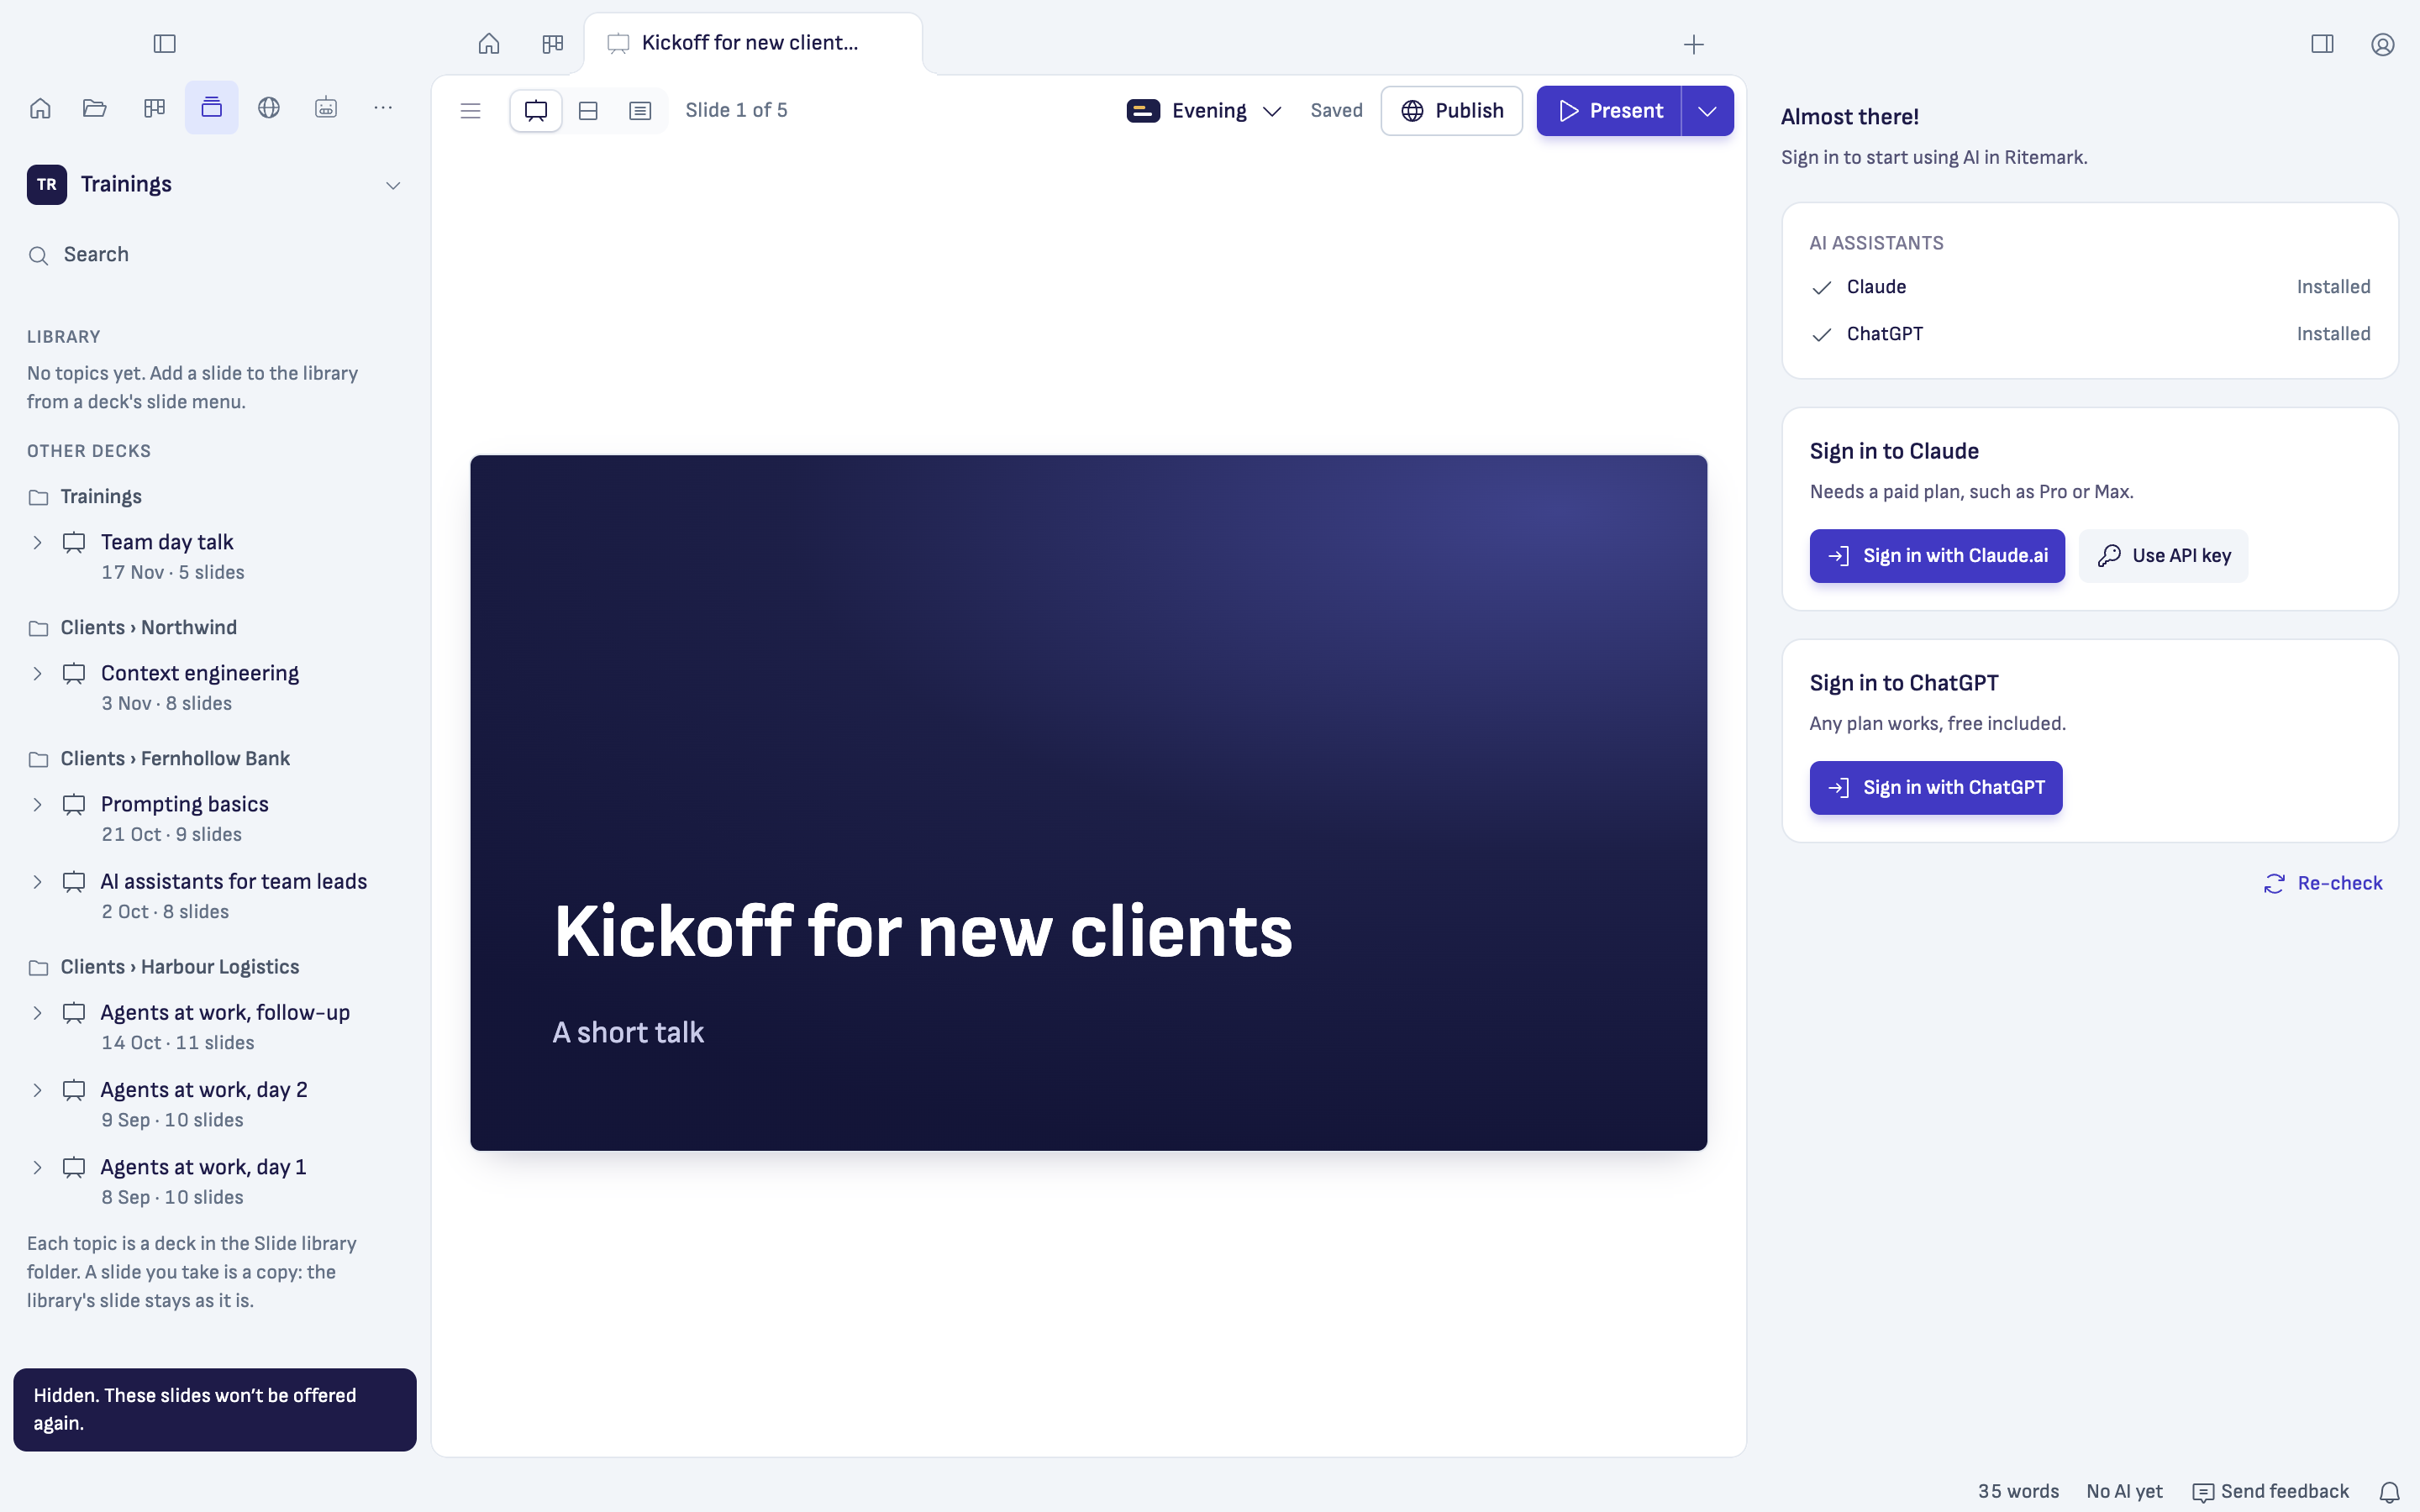 Kickoff for new client...
TR
Trainings
Search
LIBRARY
No topics yet. Add a slide to the library
from a deck's slide menu.
OTHER DECKS
Trainings
Team day talk
17 Nov · 5 slides
Clients › Northwind
Context engineering
3 Nov · 8 slides
Clients › Fernhollow Bank
Prompting basics
21 Oct · 9 slides
AI assistants for team leads
2 Oct · 8 slides
Clients › Harbour Logistics
Agents at work, follow-up
14 Oct · 11 slides
Agents at work, day 2
9 Sep · 10 slides
Agents at work, day 1
8 Sep · 10 slides
Each topic is a deck in the Slide library
folder. A slide you take is a copy: the
library's slide stays as it is.
Hidden. These slides won’t be offered
again.
Slide 1 of 5
Evening
Saved
Publish
Present
Kickoff for new clients
A short talk
Almost there!
Sign in to start using AI in Ritemark.
AI ASSISTANTS
Claude Installed
ChatGPT Installed
Sign in to Claude
Needs a paid plan, such as Pro or Max.
Sign in with Claude.ai
Use API key
Sign in to ChatGPT
Any plan works, free included.
Sign in with ChatGPT
Re-check
35 words
No AI yet
Send feedback